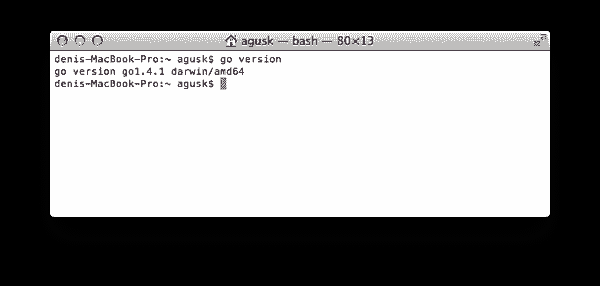 agusk — bash — 80×13
denis-MacBook-Pro:~ agusk$ go version
go version go1.4.1 darwin/amd64
denis-MacBook-Pro:~ agusk$